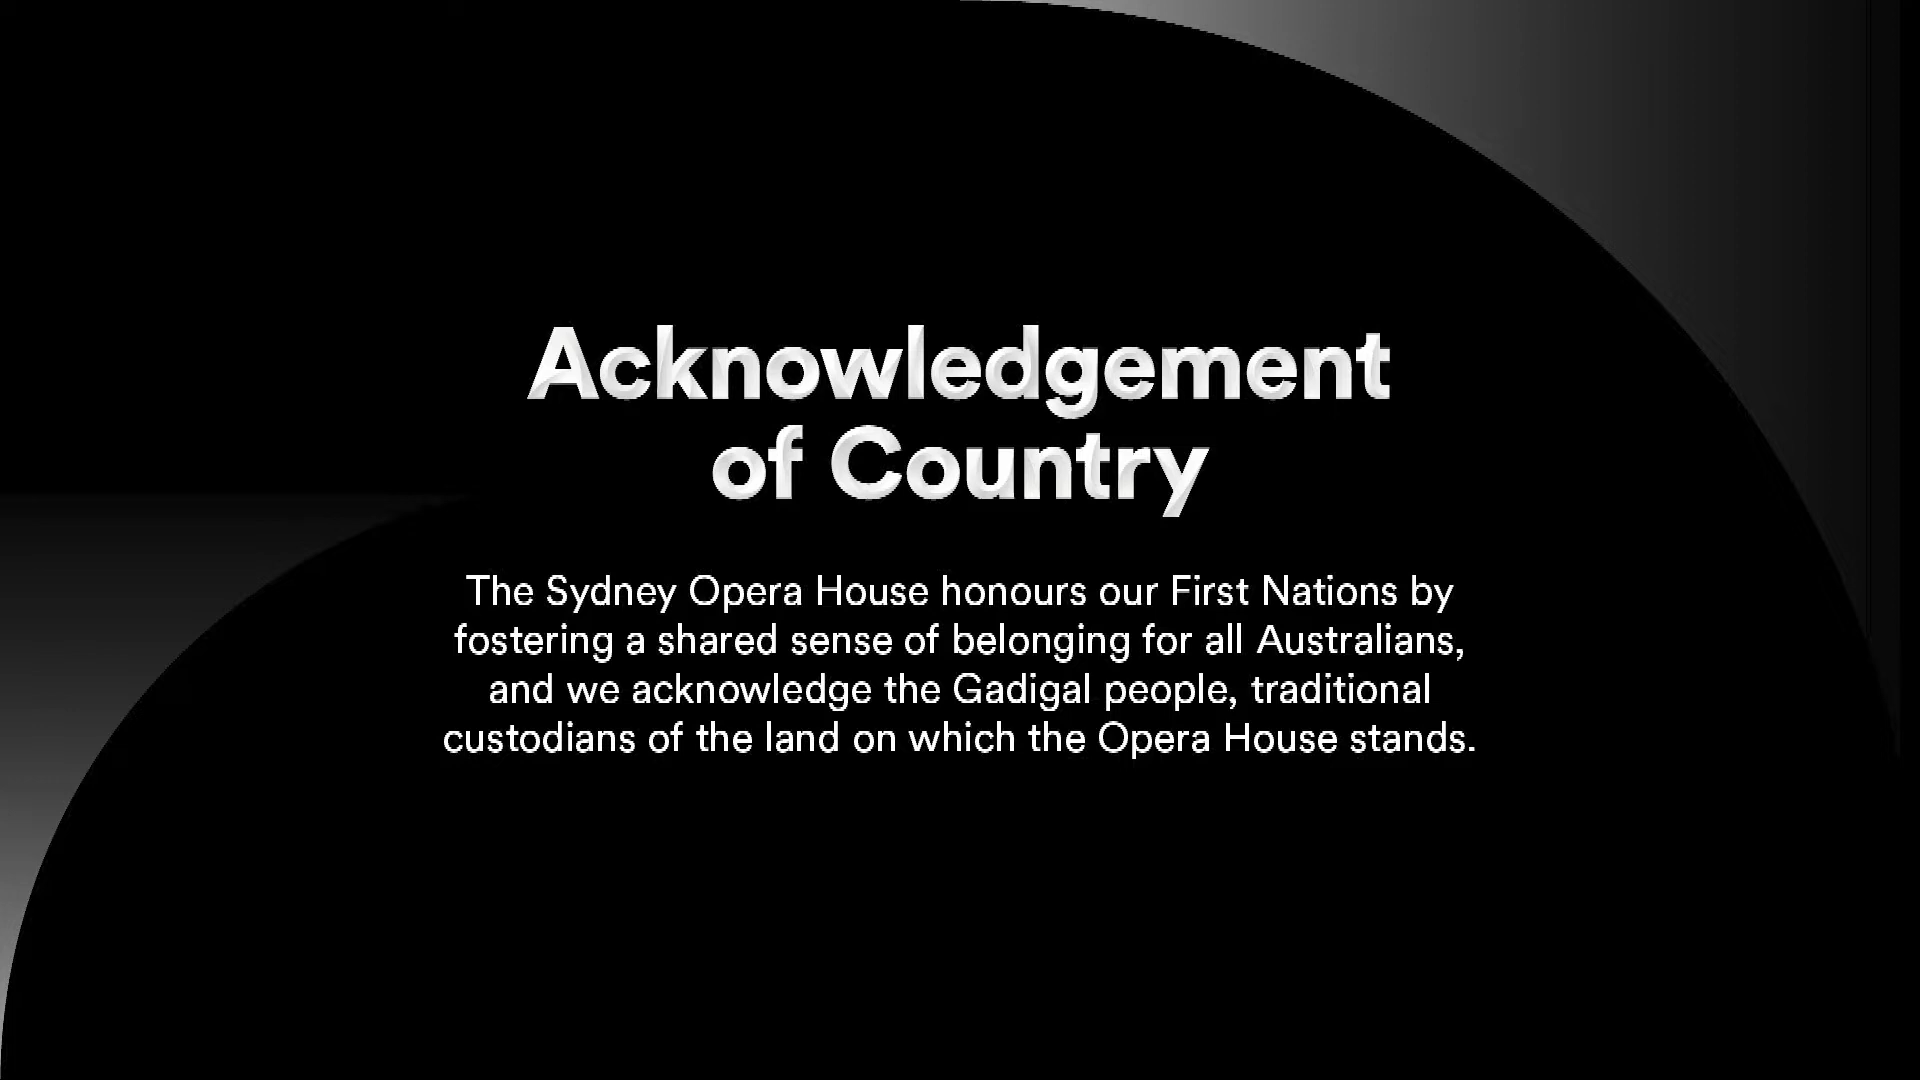 Acknowledgement
of Country
The Sydney Opera House honours our First Nations by
fostering a shared sense of belonging for all Australians,
and we acknowledge the Gadigal people, traditional
custodians of the land on which the Opera House stands.